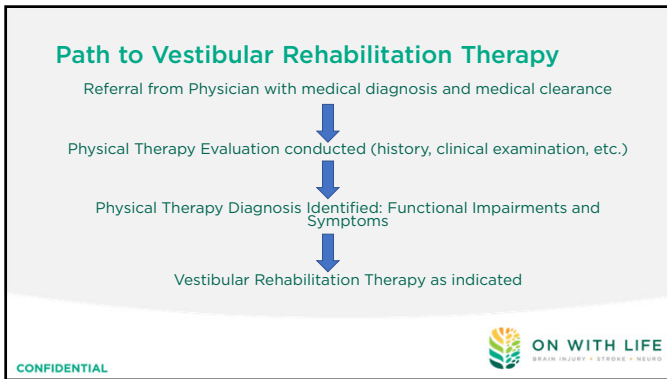 Path to Vestibular Rehabilitation Therapy
Referral from Physician with medical diagnosis and medical clearance
Physical Therapy Evaluation conducted (history, clinical examination, etc.)
Physical Therapy Diagnosis Identified: Functional Impairments and
Symptoms
Vestibular Rehabilitation Therapy as indicated
ON WITH LIFE
BRAIN INJURY • STROKE • NEURO
CONFIDENTIAL